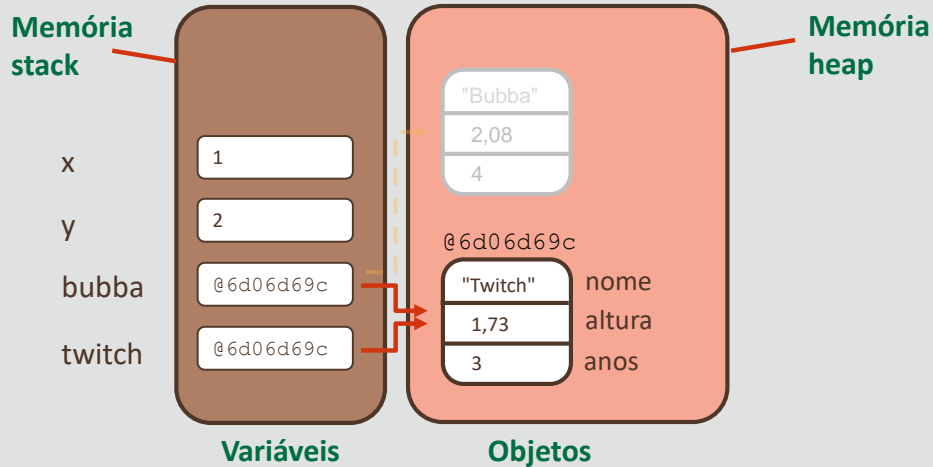 Memória
stack
Memória
heap
"Bubba"
2,08
4
x
1
y
2
@6d06d69c
bubba
@6d06d69c
"Twitch"
nome
1,73
altura
twitch
@6d06d69c
3
anos
Variáveis
Objetos